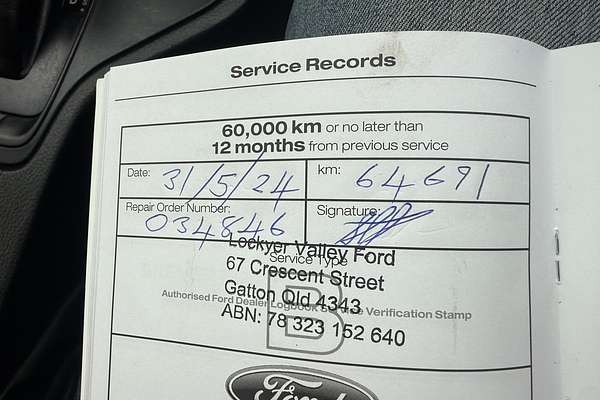 Service Records
60,000 km or no later than
12 months from previous service
Date: 31/5/24 km: 64691
Repair Order Number: 034846 Signature:
Lockyer Valley Ford
Service Type
67 Crescent Street
Gatton Qld 4343
B
Authorised Ford Dealer Logbook Service Verification Stamp
ABN: 78 323 152 640
Ford